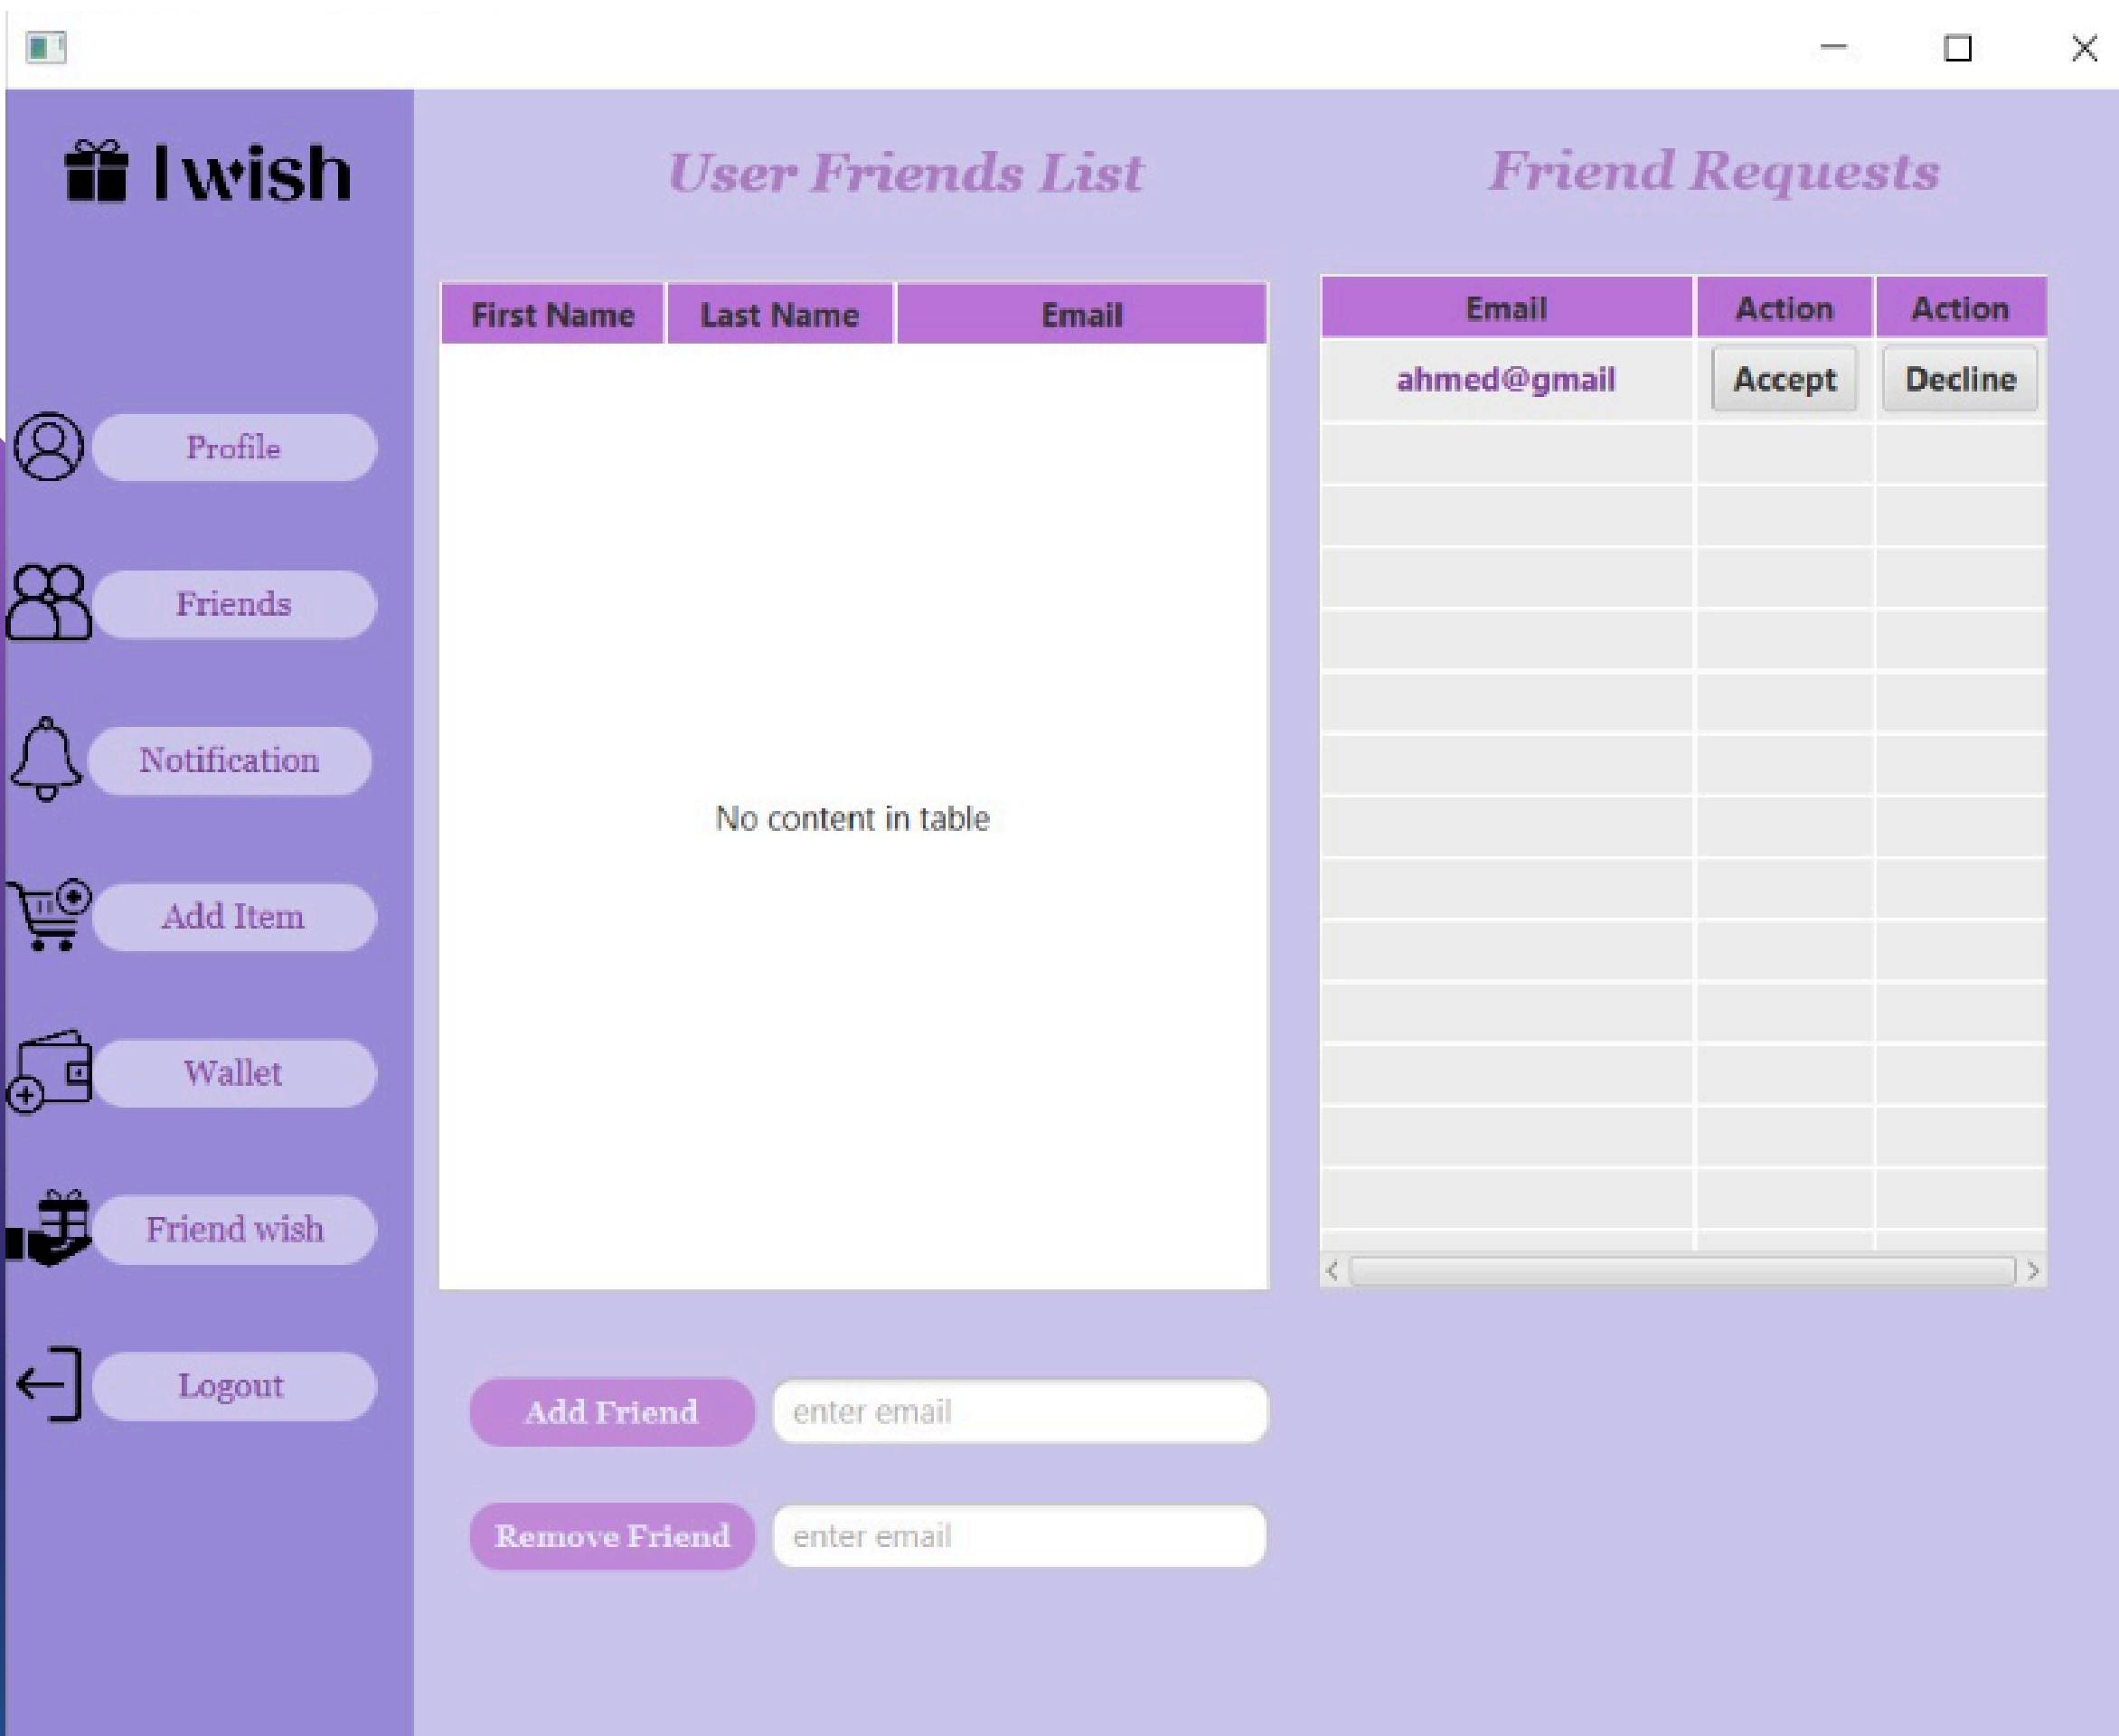 I wish
Profile
Friends
Notification
Add Item
Wallet
Friend wish
Logout
User Friends List
First Name Last Name Email
No content in table
Add Friend enter email
Remove Friend enter email
Friend Requests
Email Action Action
ahmed@gmail Accept Decline